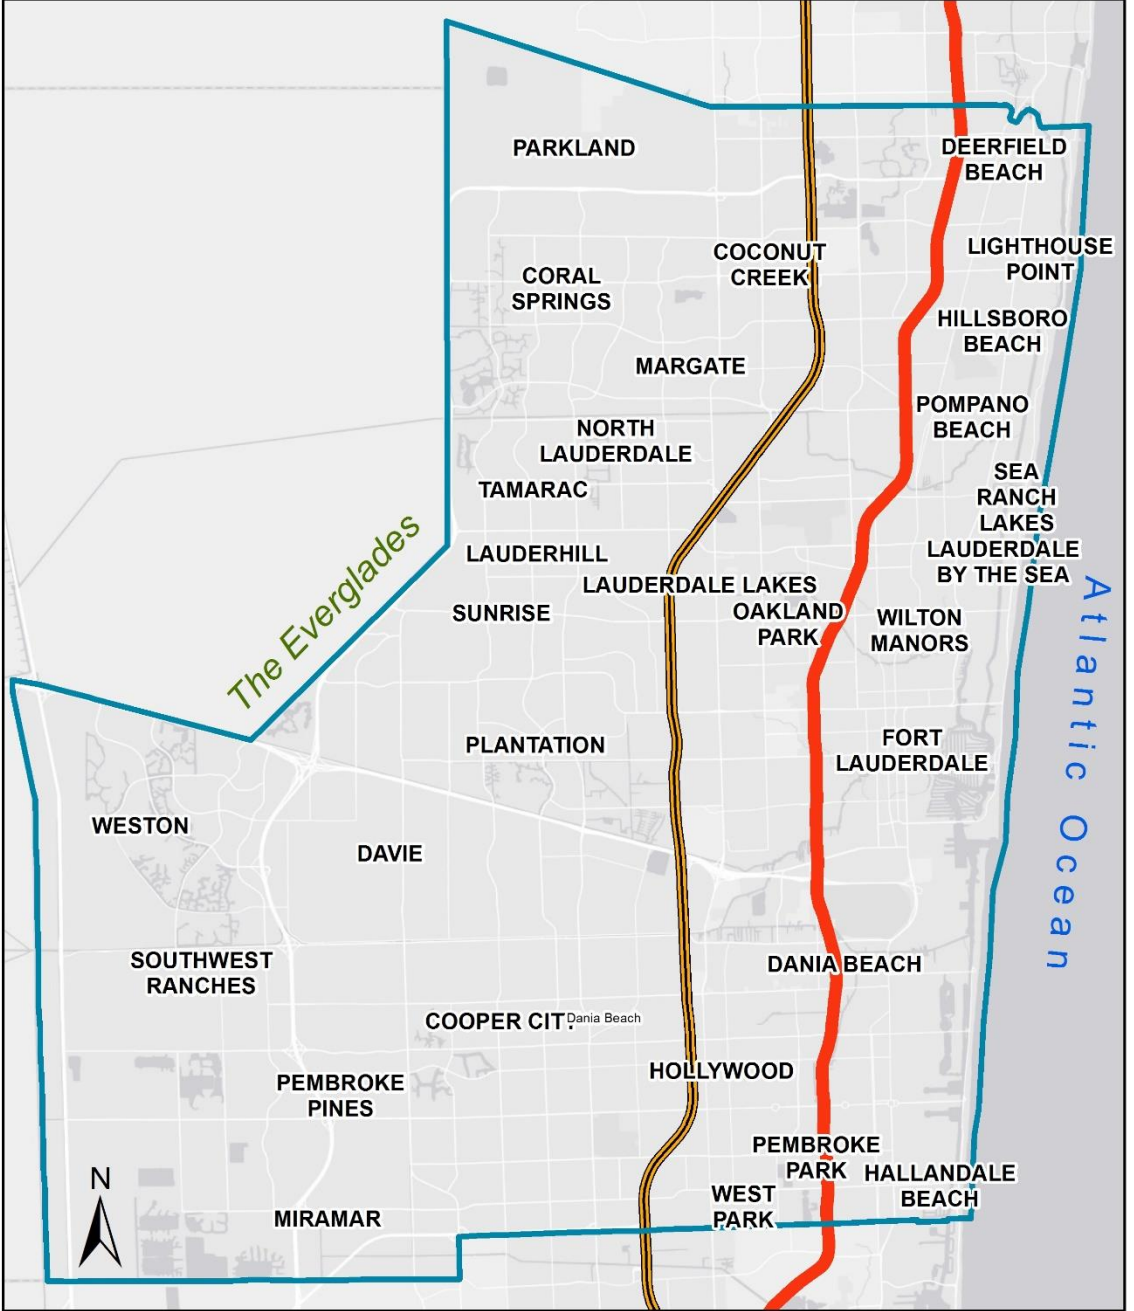 PARKLAND
DEERFIELD
BEACH
COCONUT
CREEK
LIGHTHOUSE
POINT
CORAL
SPRINGS
HILLSBORO
BEACH
MARGATE
POMPANO
BEACH
NORTH
LAUDERDALE
SEA
RANCH
LAKES
LAUDERDALE
BY THE SEA
TAMARAC
The Everglades
LAUDERHILL
LAUDERDALE LAKES
Atlantic Ocean
SUNRISE
OAKLAND
PARK
WILTON
MANORS
PLANTATION
FORT
LAUDERDALE
WESTON
DAVIE
SOUTHWEST
RANCHES
DANIA BEACH
COOPER CIT
Dania Beach
HOLLYWOOD
PEMBROKE
PINES
PEMBROKE
PARK
HALLANDALE
BEACH
N
WEST
PARK
MIRAMAR